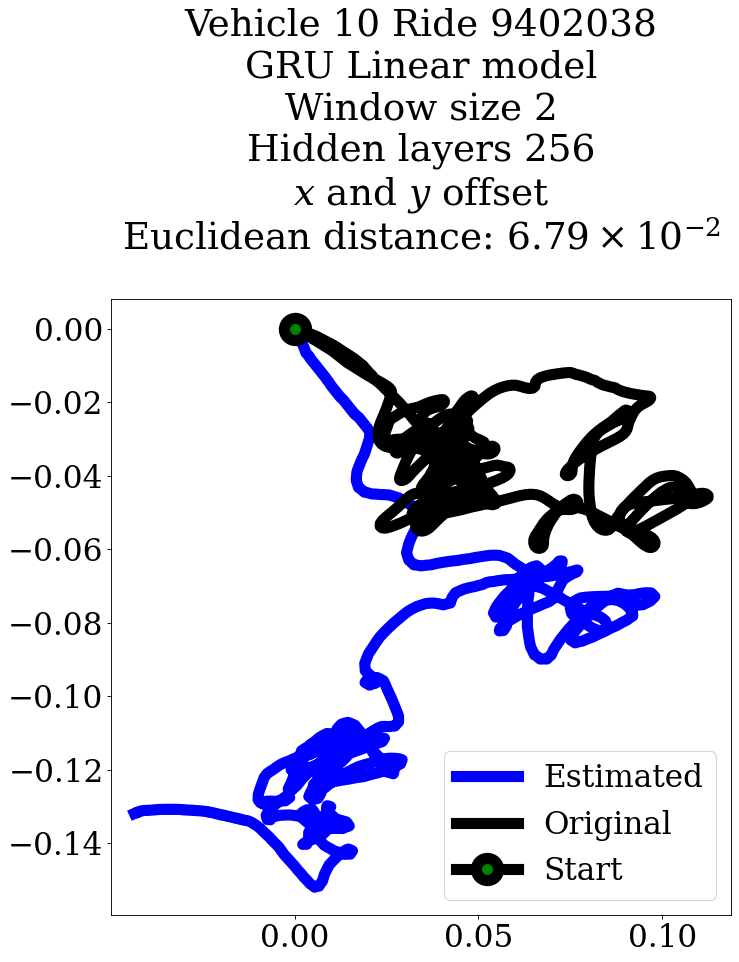 Vehicle 10 Ride 9402038
GRU Linear model
Window size 2
Hidden layers 256
x and y offset
Euclidean distance: 6.79 × 10⁻²
0.00
−0.02
−0.04
−0.06
−0.08
−0.10
−0.12
−0.14
Estimated
Original
Start
0.00 0.05 0.10